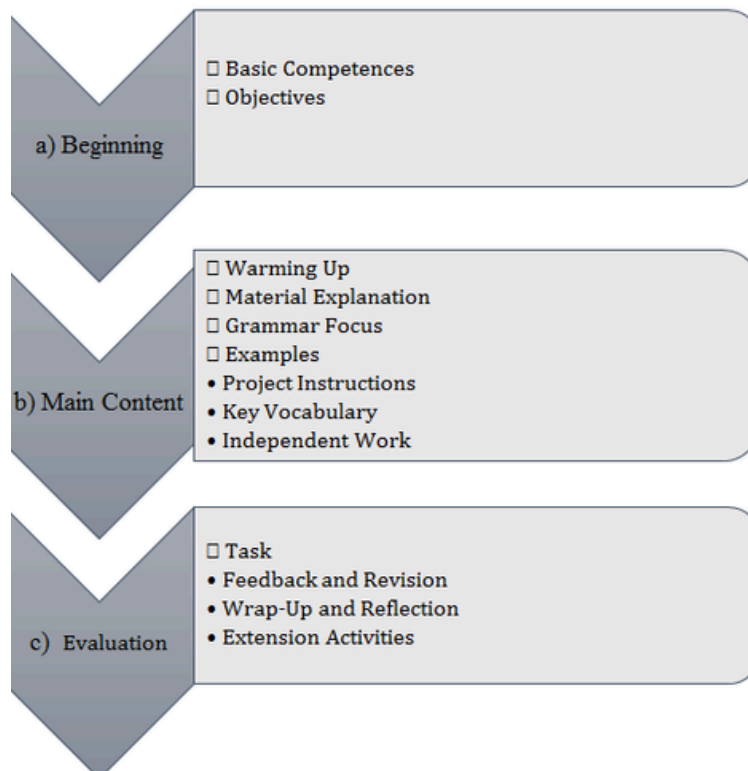 a) Beginning
□ Basic Competences
□ Objectives
b) Main Content
□ Warming Up
□ Material Explanation
□ Grammar Focus
□ Examples
• Project Instructions
• Key Vocabulary
• Independent Work
c) Evaluation
□ Task
• Feedback and Revision
• Wrap-Up and Reflection
• Extension Activities